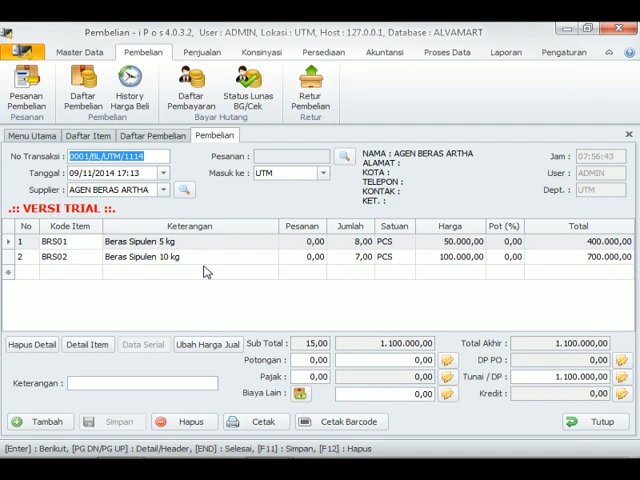 Pembelian - i P o s 4.0.3.2, User : ADMIN, Lokasi : UTM, Host : 127.0.0.1, Database : ALVAMART
Master Data Pembelian Penjualan Konsinyasi Persediaan Akuntansi Proses Data Laporan Pengaturan
Pesanan Pembelian
Daftar Pembelian
History Harga Beli
Daftar Pembayaran
Status Lunas BG/Cek
Retur Pembelian
Pesanan Pembelian Bayar Hutang Retur
Menu Utama Daftar Item Daftar Pembelian Pembelian
No Transaksi : 0001/BL/UTM/1114 Pesanan : NAMA : AGEN BERAS ARTHA Jam : 07:56:43
ALAMAT :
Tanggal : 09/11/2014 17:13 Masuk ke : UTM KOTA : User : ADMIN
TELEPON :
Supplier : AGEN BERAS ARTHA KONTAK : Dept. : UTM
KET. :
.:: VERSI TRIAL ::.
No Kode Item Keterangan Pesanan Jumlah Satuan Harga Pot (%) Total
1 BRS01 Beras Sipulen 5 kg 0,00 8,00 PCS 50.000,00 0,00 400.000,00
2 BRS02 Beras Sipulen 10 kg 0,00 7,00 PCS 100.000,00 0,00 700.000,00
Hapus Detail Detail Item Data Serial Ubah Harga Jual Sub Total : 15,00 1.100.000,00 Total Akhir : 1.100.000,00
Potongan : 0,00 0,00 DP PO : 0,00
Pajak : 0,00 0,00 Tunai / DP : 1.100.000,00
Keterangan : Biaya Lain : 0,00 Kredit : 0,00
Tambah Simpan Hapus Cetak Cetak Barcode Tutup
[Enter] : Berikut, [PG DN/PG UP] : Detail/Header, [END] : Selesai, [F11] : Simpan, [F12] : Hapus